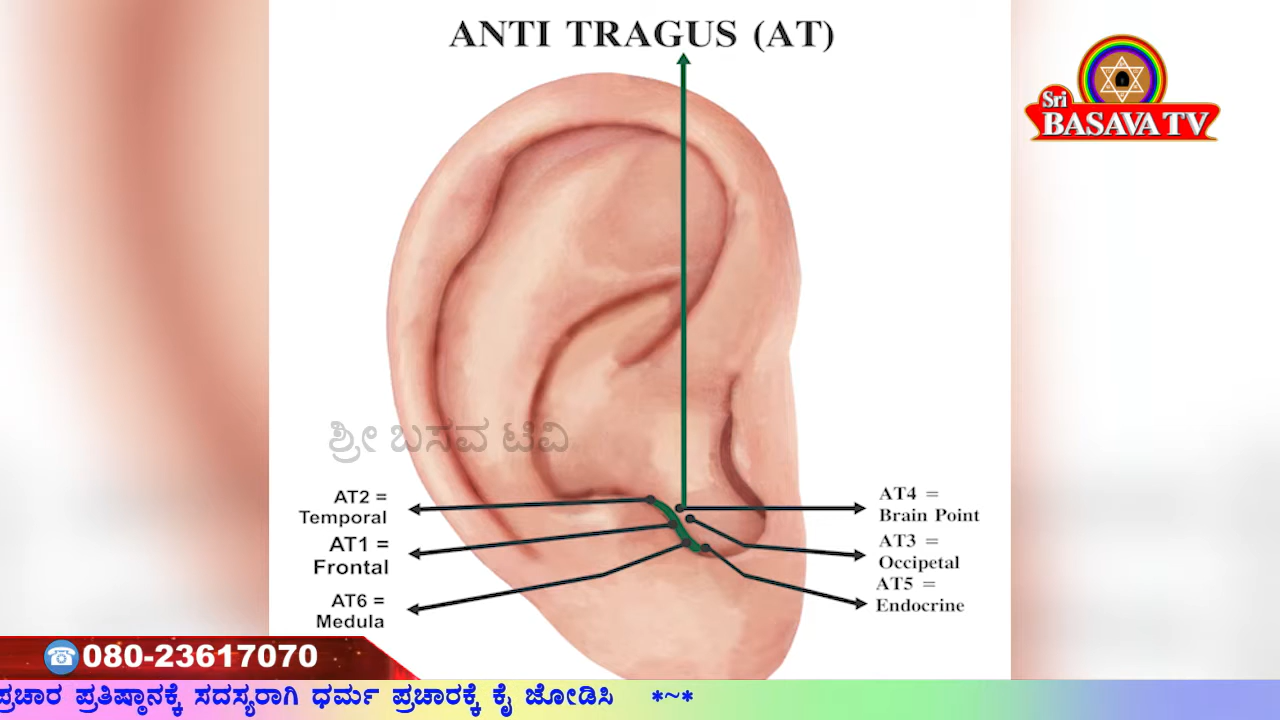 ANTI TRAGUS (AT)
Sri
BASAVA TV
ಶ್ರೀ ಬಸವ ಟಿವಿ
AT2 =
Temporal
AT1 =
Frontal
AT6 =
Medula
AT4 =
Brain Point
AT3 =
Occipetal
AT5 =
Endocrine
080-23617070
ಪ್ರಚಾರ ಪ್ರತಿಷ್ಠಾನಕ್ಕೆ ಸದಸ್ಯರಾಗಿ ಧರ್ಮ ಪ್ರಚಾರಕ್ಕೆ ಕೈ ಜೋಡಿಸಿ *~*